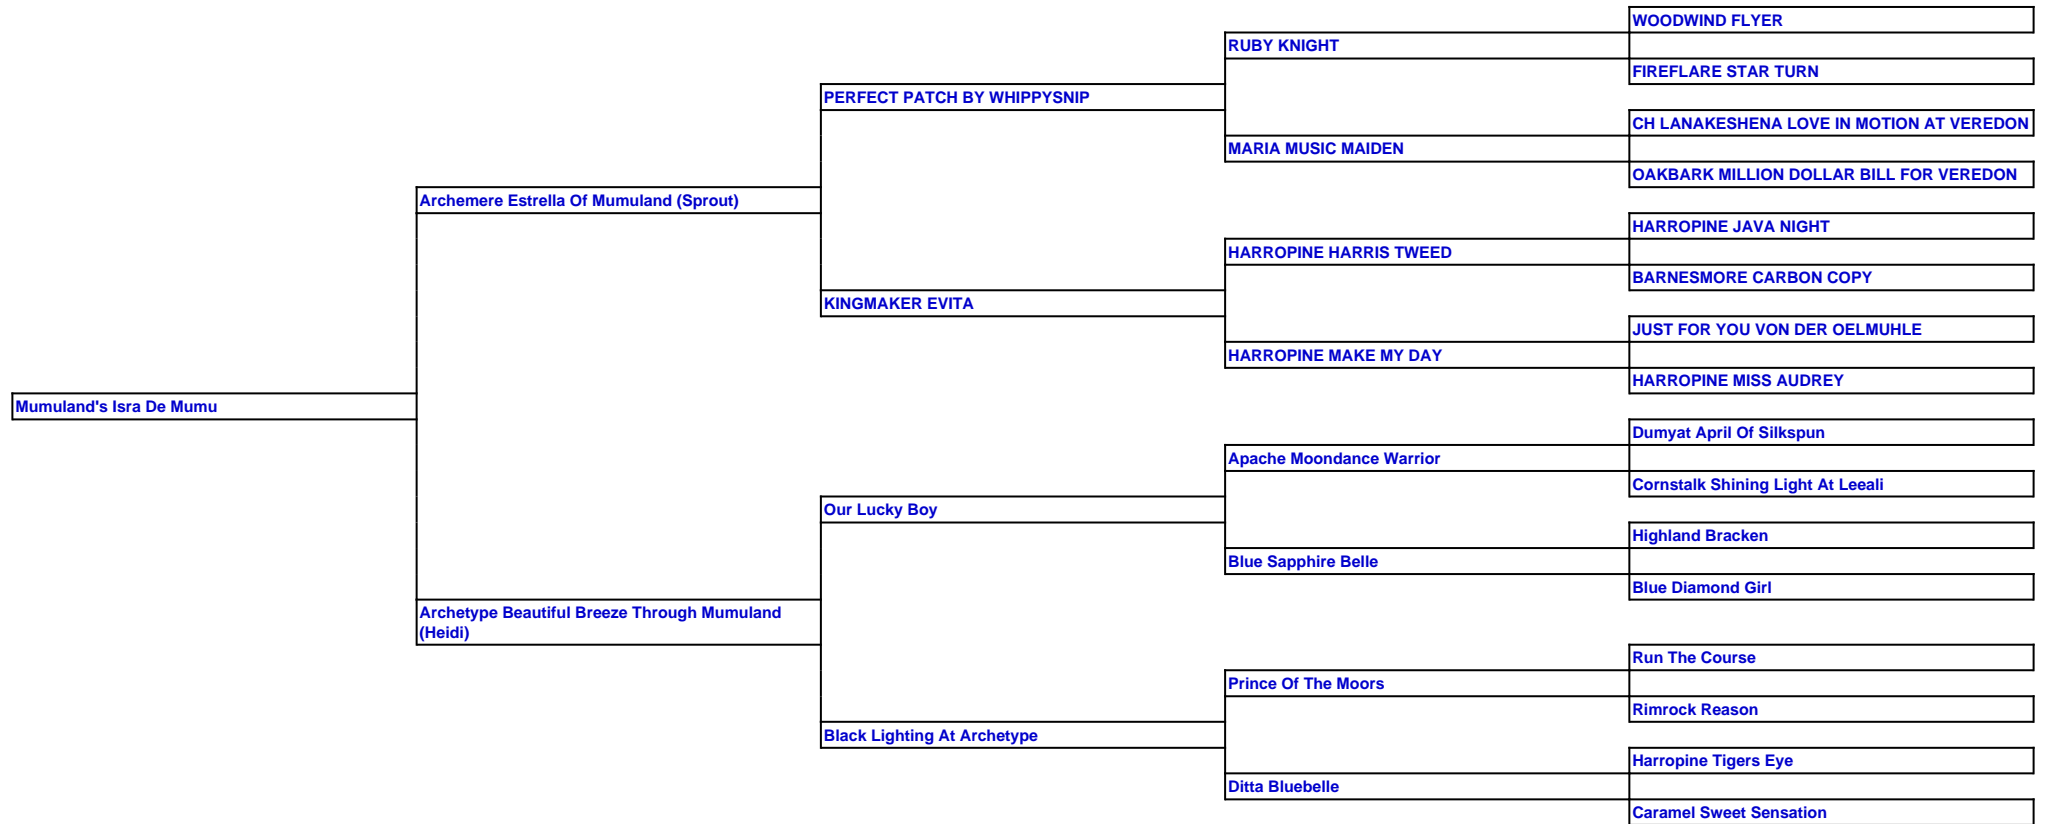 WOODWIND FLYER
RUBY KNIGHT
FIREFLARE STAR TURN
PERFECT PATCH BY WHIPPYSNIP
CH LANAKESHENA LOVE IN MOTION AT VEREDON
MARIA MUSIC MAIDEN
OAKBARK MILLION DOLLAR BILL FOR VEREDON
Archemere Estrella Of Mumuland (Sprout)
HARROPINE JAVA NIGHT
HARROPINE HARRIS TWEED
BARNESMORE CARBON COPY
KINGMAKER EVITA
JUST FOR YOU VON DER OELMUHLE
HARROPINE MAKE MY DAY
HARROPINE MISS AUDREY
Mumuland's Isra De Mumu
Dumyat April Of Silkspun
Apache Moondance Warrior
Cornstalk Shining Light At Leeali
Our Lucky Boy
Highland Bracken
Blue Sapphire Belle
Blue Diamond Girl
Archetype Beautiful Breeze Through Mumuland
(Heidi)
Run The Course
Prince Of The Moors
Rimrock Reason
Black Lighting At Archetype
Harropine Tigers Eye
Ditta Bluebelle
Caramel Sweet Sensation